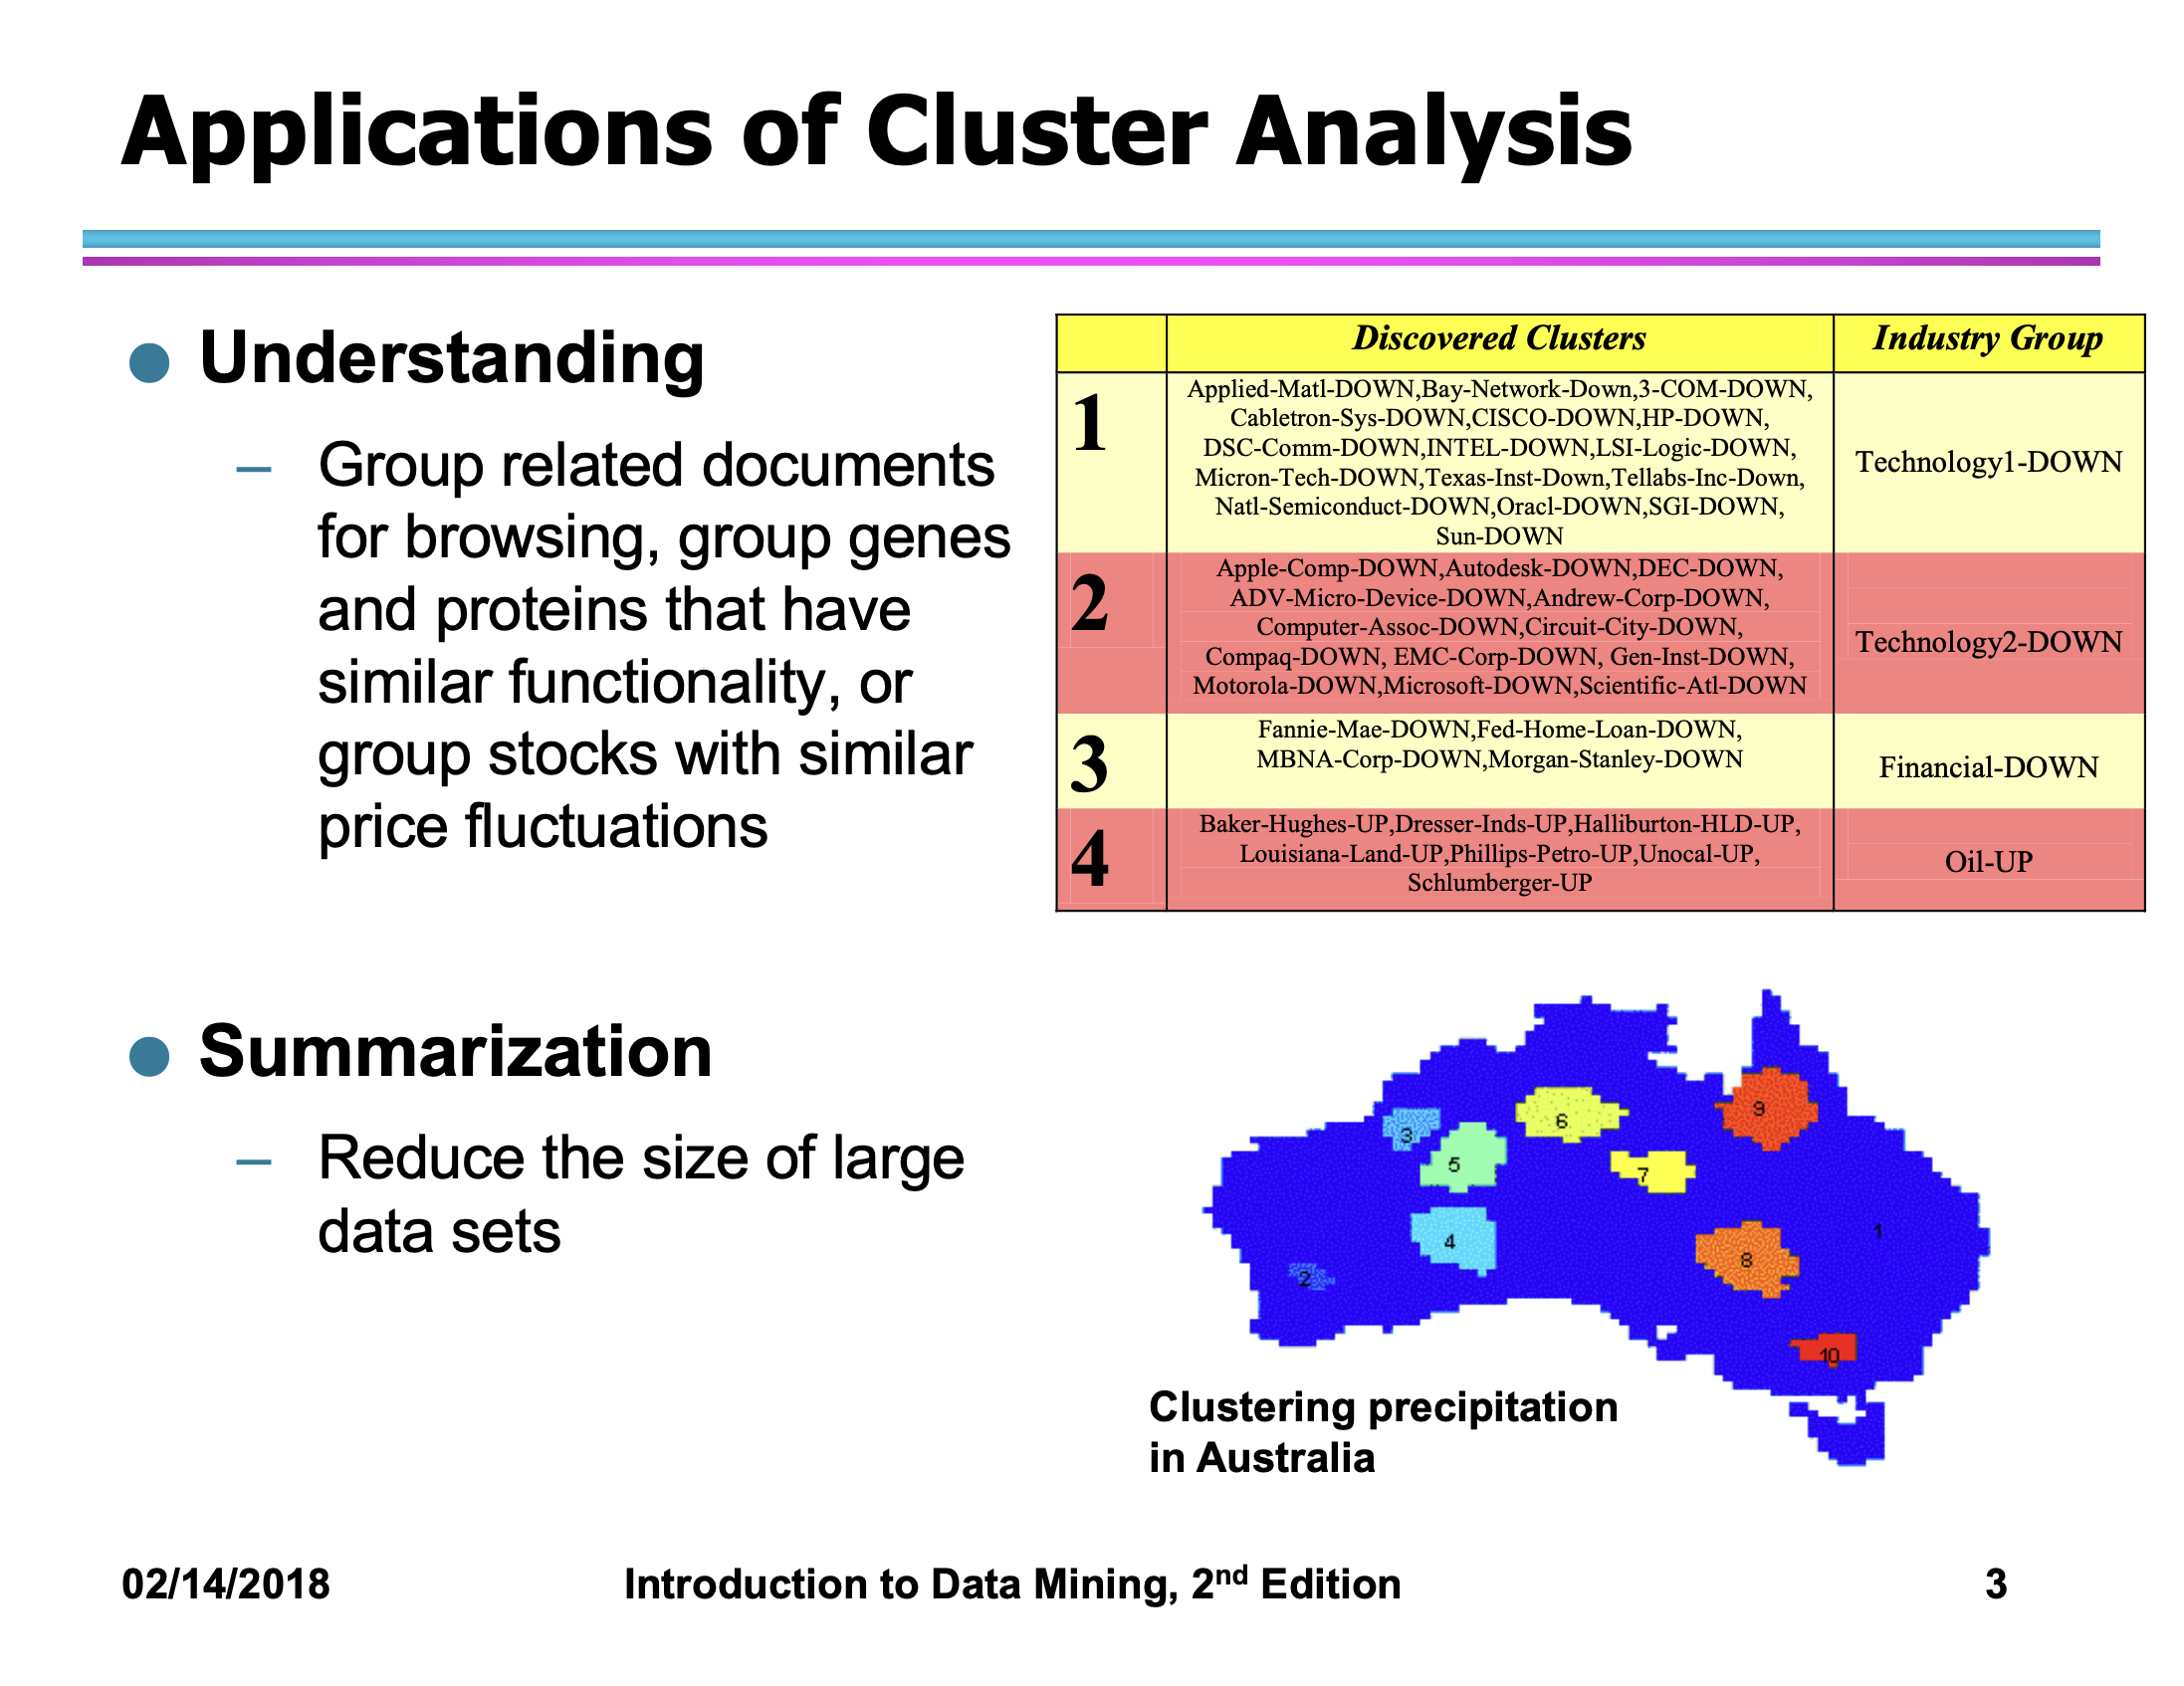 Applications of Cluster Analysis
Understanding
– Group related documents
for browsing, group genes
and proteins that have
similar functionality, or
group stocks with similar
price fluctuations
Summarization
– Reduce the size of large
data sets
Discovered Clusters
Industry Group
1
Applied-Matl-DOWN,Bay-Network-Down,3-COM-DOWN,
Cabletron-Sys-DOWN,CISCO-DOWN,HP-DOWN,
DSC-Comm-DOWN,INTEL-DOWN,LSI-Logic-DOWN,
Micron-Tech-DOWN,Texas-Inst-Down,Tellabs-Inc-Down,
Natl-Semiconduct-DOWN,Oracl-DOWN,SGI-DOWN,
Sun-DOWN
Technology1-DOWN
2
Apple-Comp-DOWN,Autodesk-DOWN,DEC-DOWN,
ADV-Micro-Device-DOWN,Andrew-Corp-DOWN,
Computer-Assoc-DOWN,Circuit-City-DOWN,
Compaq-DOWN, EMC-Corp-DOWN, Gen-Inst-DOWN,
Motorola-DOWN,Microsoft-DOWN,Scientific-Atl-DOWN
Technology2-DOWN
3
Fannie-Mae-DOWN,Fed-Home-Loan-DOWN,
MBNA-Corp-DOWN,Morgan-Stanley-DOWN
Financial-DOWN
4
Baker-Hughes-UP,Dresser-Inds-UP,Halliburton-HLD-UP,
Louisiana-Land-UP,Phillips-Petro-UP,Unocal-UP,
Schlumberger-UP
Oil-UP
9
6
3
5
7
1
4
8
2
10
Clustering precipitation
in Australia
02/14/2018
Introduction to Data Mining, 2nd Edition
3